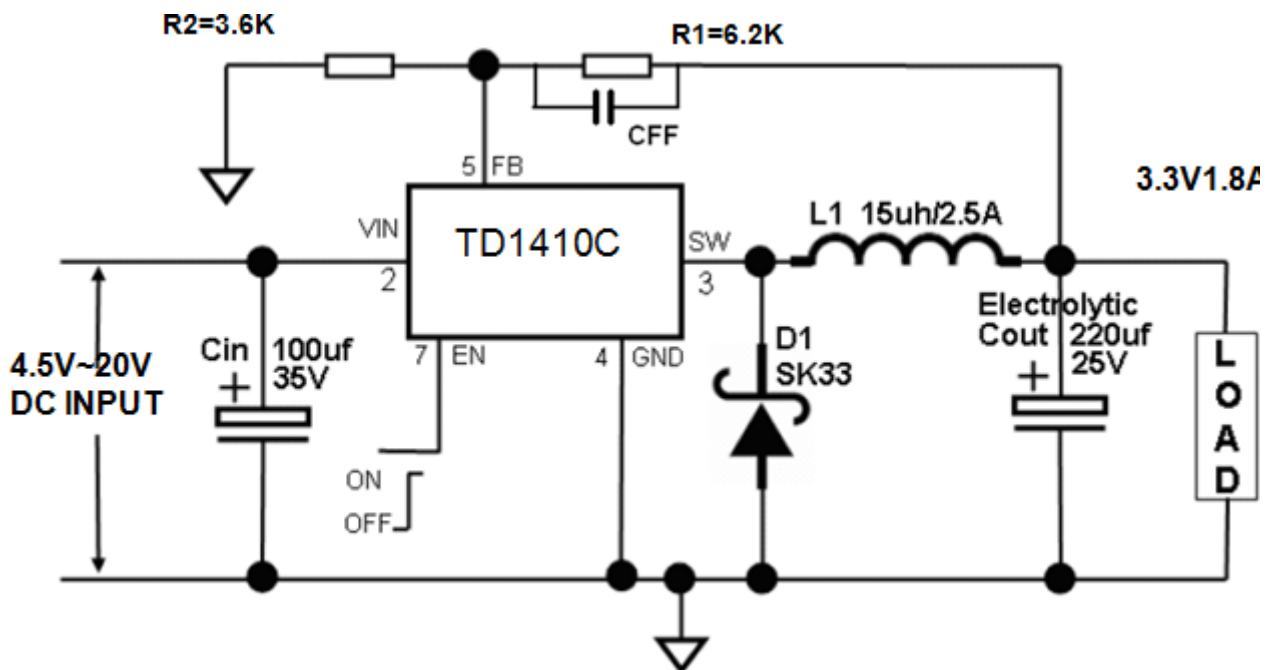 R2=3.6K
R1=6.2K
CFF
5 FB
3.3V1.8A
VIN
TD1410C
SW
L1 15uh/2.5A
2
3
Electrolytic
Cout 220uf
25V
Cin 100uf
35V
7 EN
4 GND
D1
SK33
4.5V~20V
DC INPUT
ON
OFF
LOAD